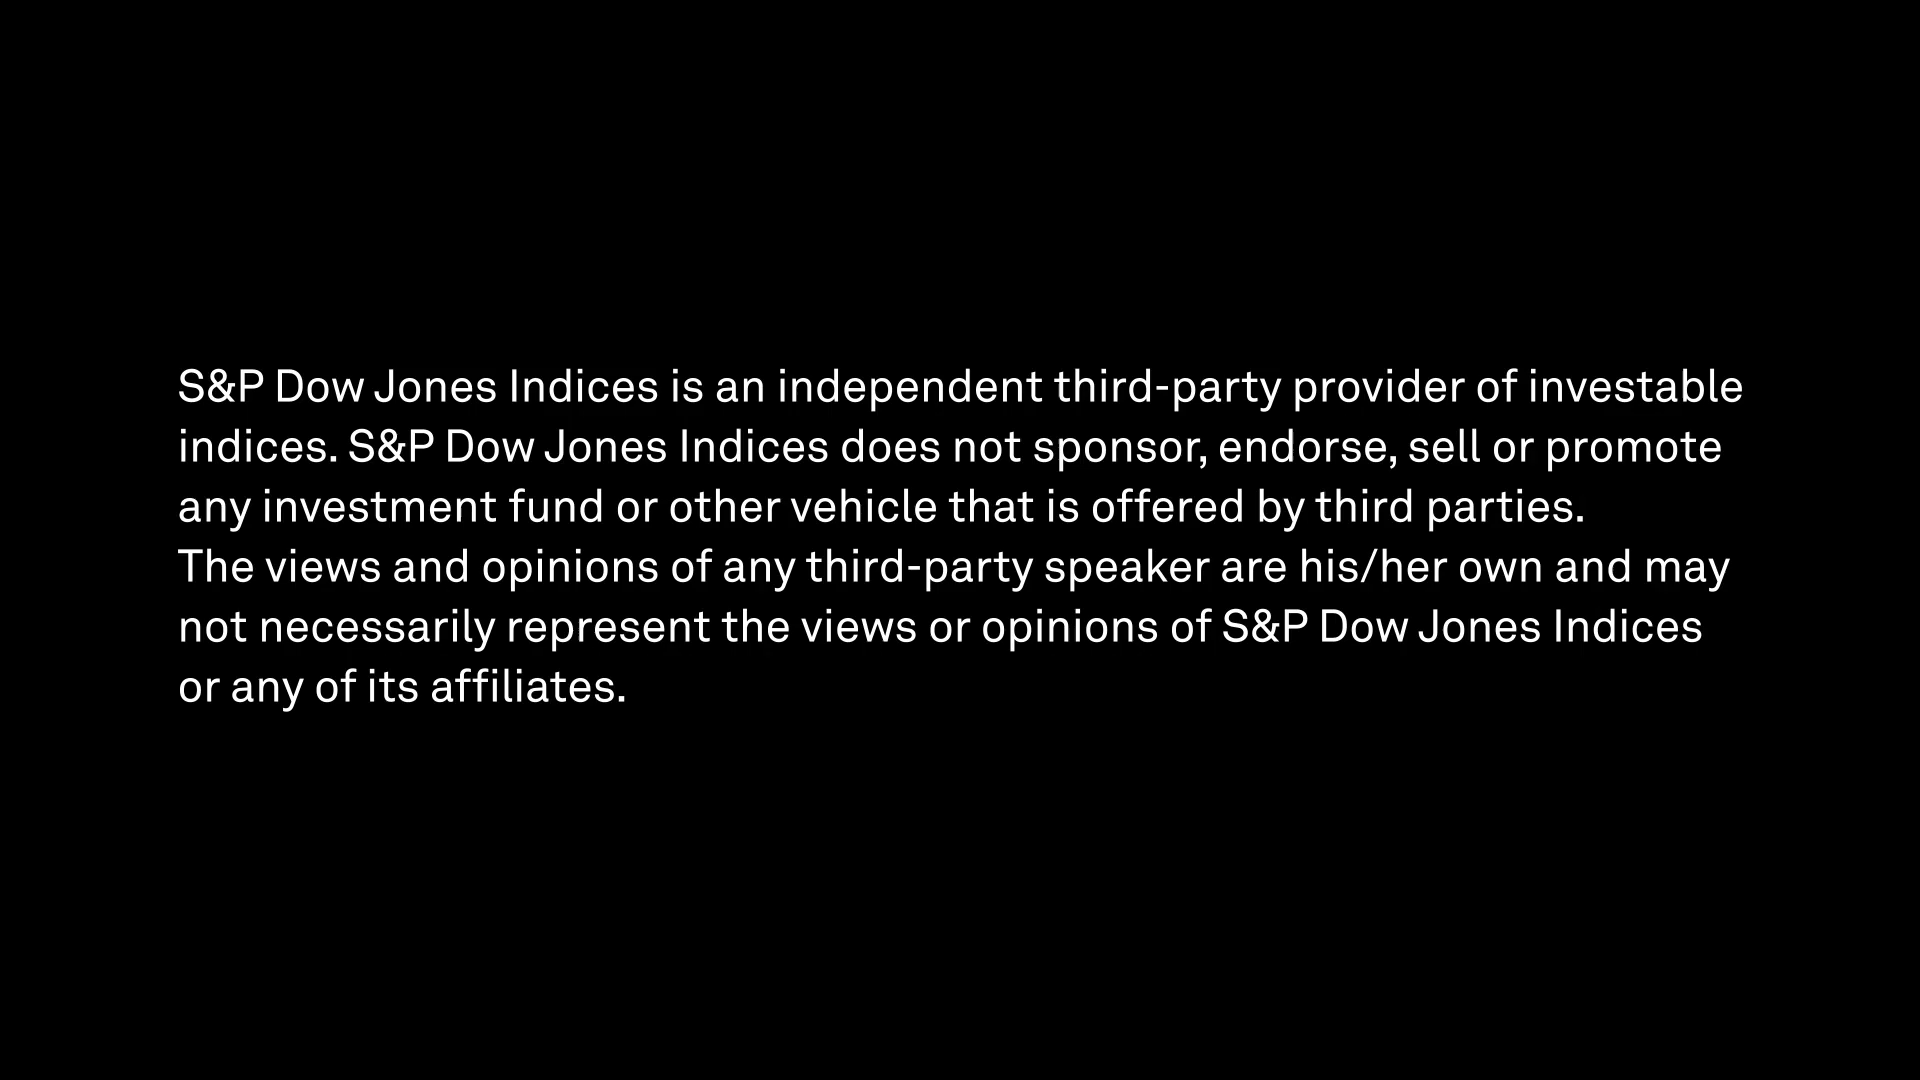 S&P Dow Jones Indices is an independent third-party provider of investable
indices. S&P Dow Jones Indices does not sponsor, endorse, sell or promote
any investment fund or other vehicle that is offered by third parties.
The views and opinions of any third-party speaker are his/her own and may
not necessarily represent the views or opinions of S&P Dow Jones Indices
or any of its affiliates.